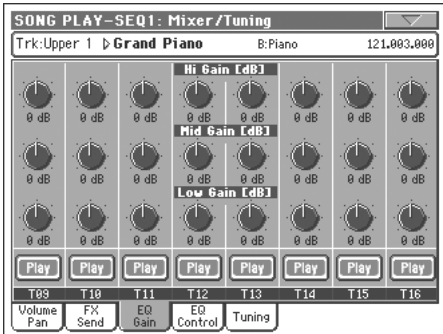 SONG PLAY-SEQ1: Mixer/Tuning
Trk:Upper 1 ▷Grand Piano B:Piano 121.003.000
Hi Gain [dB]
0 dB 0 dB 0 dB 0 dB 0 dB 0 dB 0 dB 0 dB
Mid Gain [dB]
0 dB 0 dB 0 dB 0 dB 0 dB 0 dB 0 dB 0 dB
Low Gain [dB]
0 dB 0 dB 0 dB 0 dB 0 dB 0 dB 0 dB 0 dB
Play Play Play Play Play Play Play Play
T09 T10 T11 T12 T13 T14 T15 T16
Volume Pan FX Send EQ Gain EQ Control Tuning